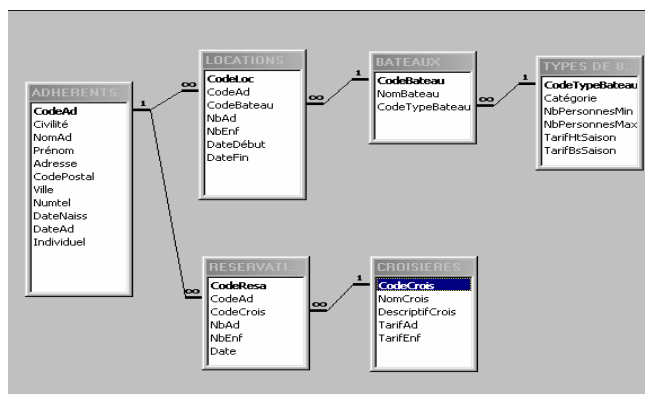 ADHERENTS
CodeAd
Civilité
NomAd
Prénom
Adresse
CodePostal
Ville
Numtel
DateNaiss
DateAd
Individuel
1
∞
LOCATIONS
CodeLoc
CodeAd
CodeBateau
NbAd
NbEnf
DateDébut
DateFin
∞
1
BATEAUX
CodeBateau
NomBateau
CodeTypeBateau
∞
1
TYPES DE B...
CodeTypeBateau
Catégorie
NbPersonnesMin
NbPersonnesMax
TarifHtSaison
TarifBsSaison
∞
RESERVATI...
CodeResa
CodeAd
CodeCrois
NbAd
NbEnf
Date
∞
1
CROISIERES
CodeCrois
NomCrois
DescriptifCrois
TarifAd
TarifEnf